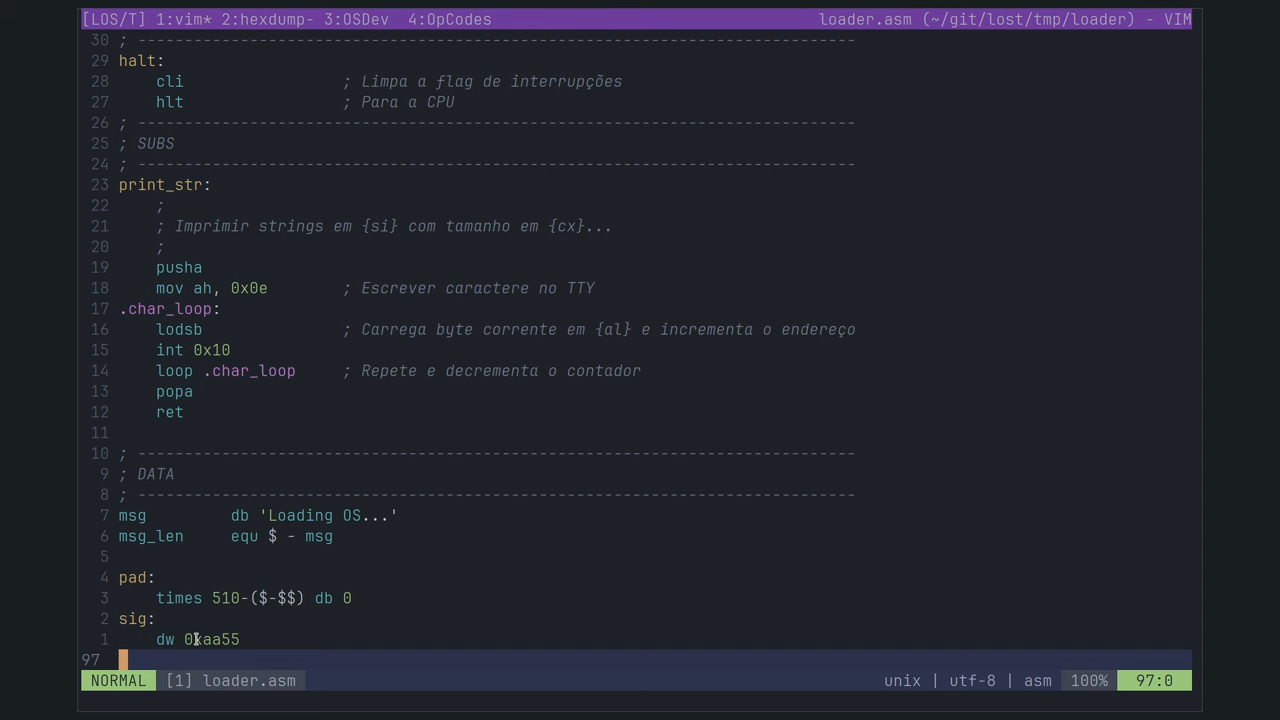 [LOS/T] 1:vim* 2:hexdump- 3:OSDev 4:OpCodes loader.asm (~/git/lost/tmp/loader) - VIM
30 ; -----------------------------------------------------------------------------
29 halt:
28     cli                 ; Limpa a flag de interrupções
27     hlt                 ; Para a CPU
26 ; -----------------------------------------------------------------------------
25 ; SUBS
24 ; -----------------------------------------------------------------------------
23 print_str:
22     ;
21     ; Imprimir strings em {si} com tamanho em {cx}...
20     ;
19     pusha
18     mov ah, 0x0e        ; Escrever caractere no TTY
17 .char_loop:
16     lodsb               ; Carrega byte corrente em {al} e incrementa o endereço
15     int 0x10
14     loop .char_loop     ; Repete e decrementa o contador
13     popa
12     ret
11
10 ; -----------------------------------------------------------------------------
9 ; DATA
8 ; -----------------------------------------------------------------------------
7 msg         db 'Loading OS...'
6 msg_len     equ $ - msg
5
4 pad:
3     times 510-($-$$) db 0
2 sig:
1     dw 0xaa55
97
NORMAL [1] loader.asm unix | utf-8 | asm 100% 97:0